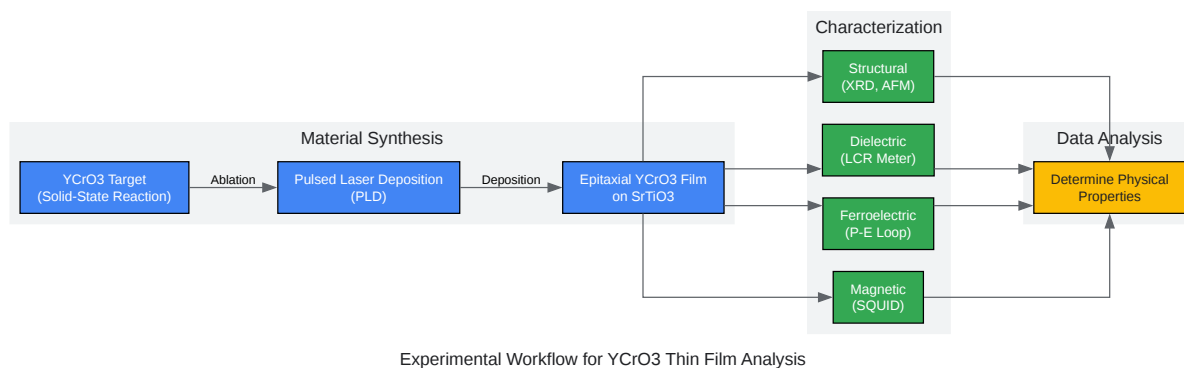 Characterization
Structural
(XRD, AFM)
Material Synthesis
Dielectric
(LCR Meter)
Data Analysis
YCrO3 Target
(Solid-State Reaction)
Ablation
Pulsed Laser Deposition
(PLD)
Deposition
Epitaxial YCrO3 Film
on SrTiO3
Determine Physical
Properties
Ferroelectric
(P-E Loop)
Magnetic
(SQUID)
Experimental Workflow for YCrO3 Thin Film Analysis